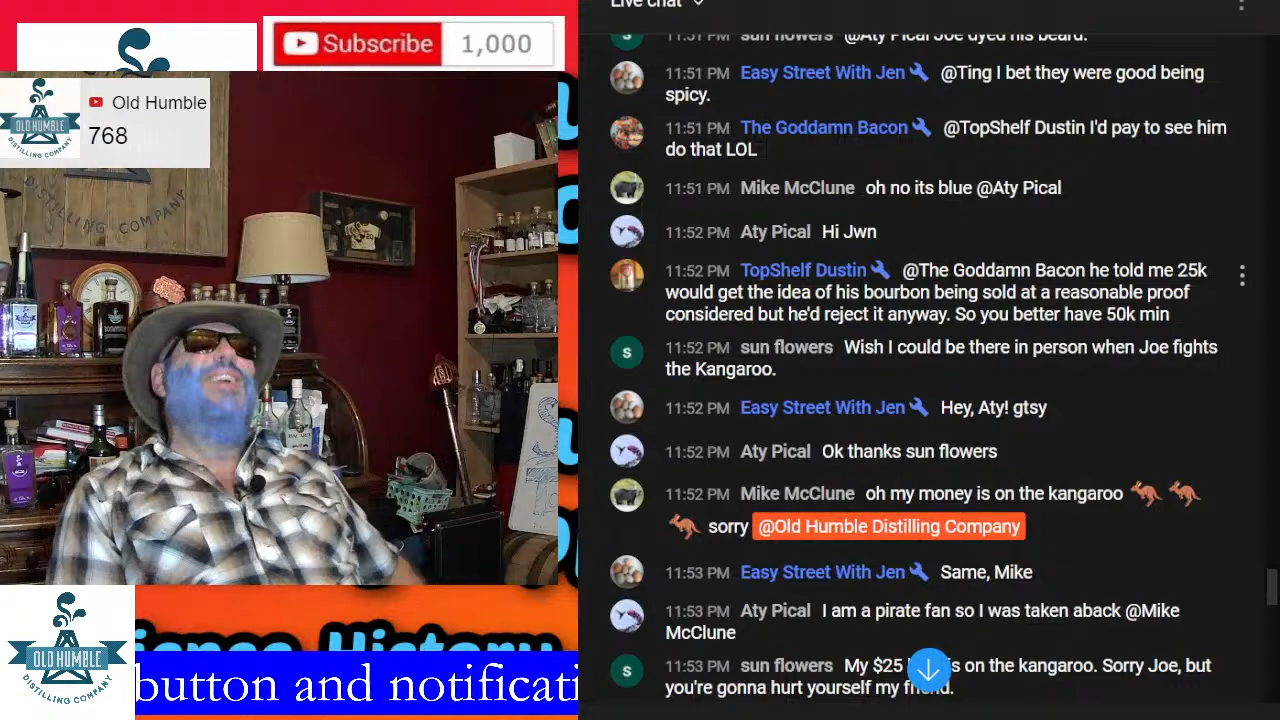 Subscribe 1,000
Old Humble
768
OLD HUMBLE
DISTILLING COMPANY
Live chat
11:51 PM sun flowers @Aty Pical Joe dyed his beard.
11:51 PM Easy Street With Jen @Ting I bet they were good being
spicy.
11:51 PM The Goddamn Bacon @TopShelf Dustin I'd pay to see him
do that LOL
11:51 PM Mike McClune oh no its blue @Aty Pical
11:52 PM Aty Pical Hi Jwn
11:52 PM TopShelf Dustin @The Goddamn Bacon he told me 25k
would get the idea of his bourbon being sold at a reasonable proof
considered but he'd reject it anyway. So you better have 50k min
S 11:52 PM sun flowers Wish I could be there in person when Joe fights
the Kangaroo.
11:52 PM Easy Street With Jen Hey, Aty! gtsy
11:52 PM Aty Pical Ok thanks sun flowers
11:52 PM Mike McClune oh my money is on the kangaroo
sorry @Old Humble Distilling Company
11:53 PM Easy Street With Jen Same, Mike
11:53 PM Aty Pical I am a pirate fan so I was taken aback @Mike
McClune
S 11:53 PM sun flowers My $25 is on the kangaroo. Sorry Joe, but
you're gonna hurt yourself my friend.
DISTILLING COMPANY
OLD HUMBLE
DISTILLING COMPANY
History
button and notificati